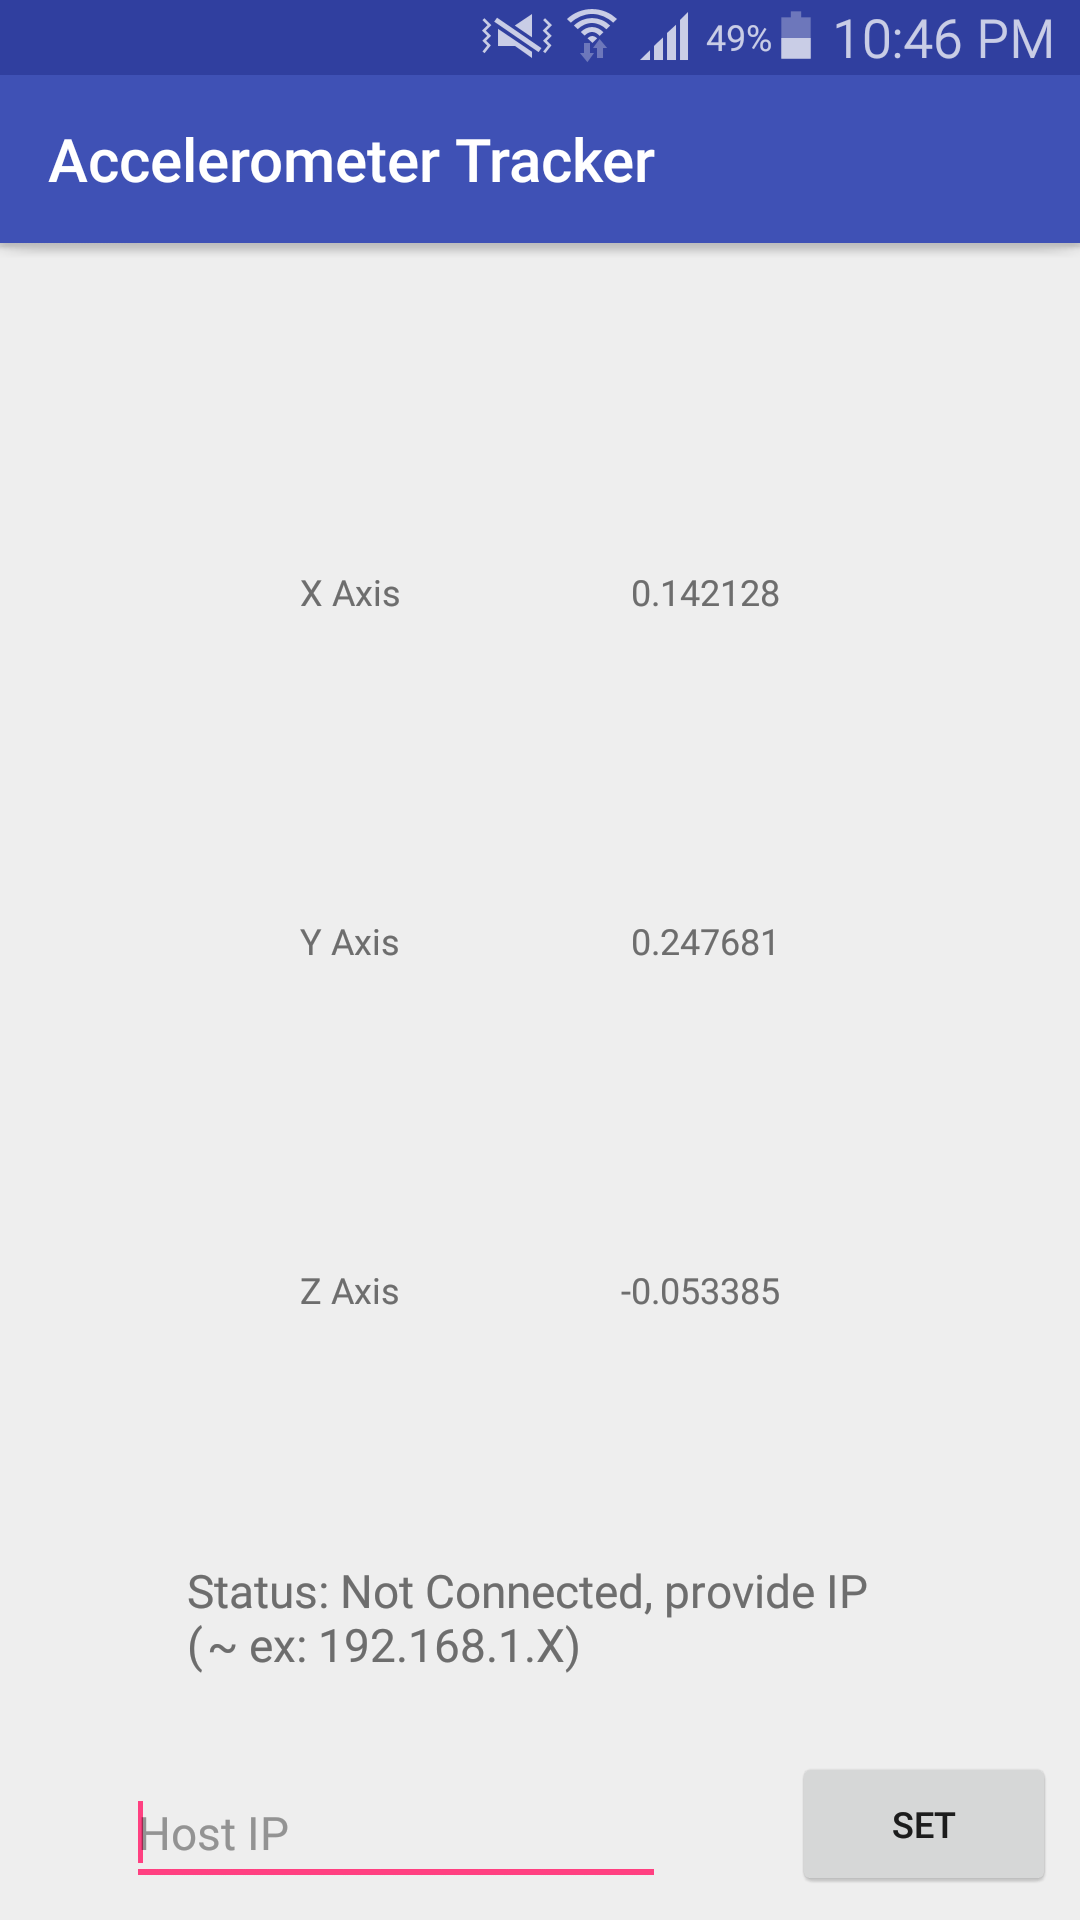 49% 10:46 PM
Accelerometer Tracker
X Axis 0.142128
Y Axis 0.247681
Z Axis -0.053385
Status: Not Connected, provide IP
(~ ex: 192.168.1.X)
Host IP
SET